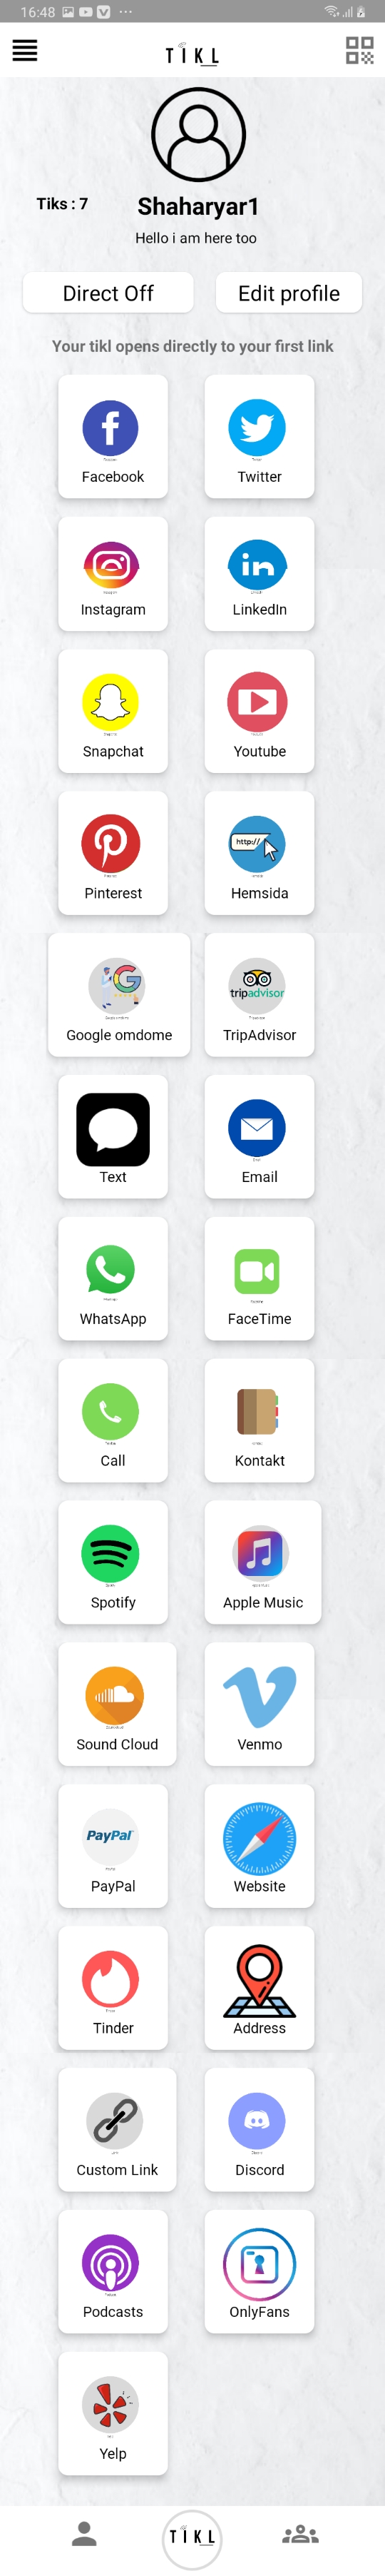 16:48
TIKL
Tiks : 7
Shaharyar1
Hello i am here too
Direct Off
Edit profile
Your tikl opens directly to your first link
Facebook
Twitter
Instagram
LinkedIn
Snapchat
Youtube
Pinterest
http://
Hemsida
Google omdome
tripadvisor
TripAdvisor
Text
Email
WhatsApp
FaceTime
Call
Kontakt
Spotify
Apple Music
Sound Cloud
Venmo
PayPal
PayPal
Website
Tinder
Address
Custom Link
Discord
Podcasts
OnlyFans
Yelp
TIKL